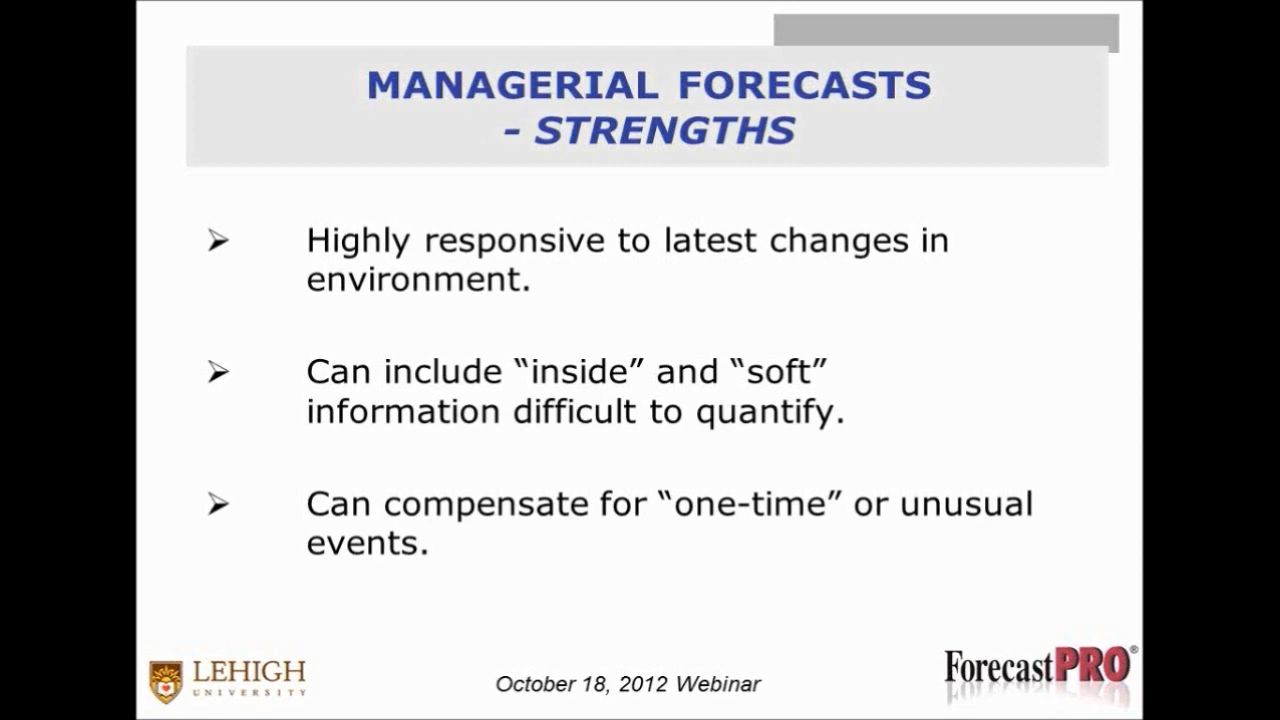 MANAGERIAL FORECASTS
- STRENGTHS
➢ Highly responsive to latest changes in
environment.
➢ Can include “inside” and “soft”
information difficult to quantify.
➢ Can compensate for “one-time” or unusual
events.
LEHIGH
UNIVERSITY
October 18, 2012 Webinar
ForecastPRO®